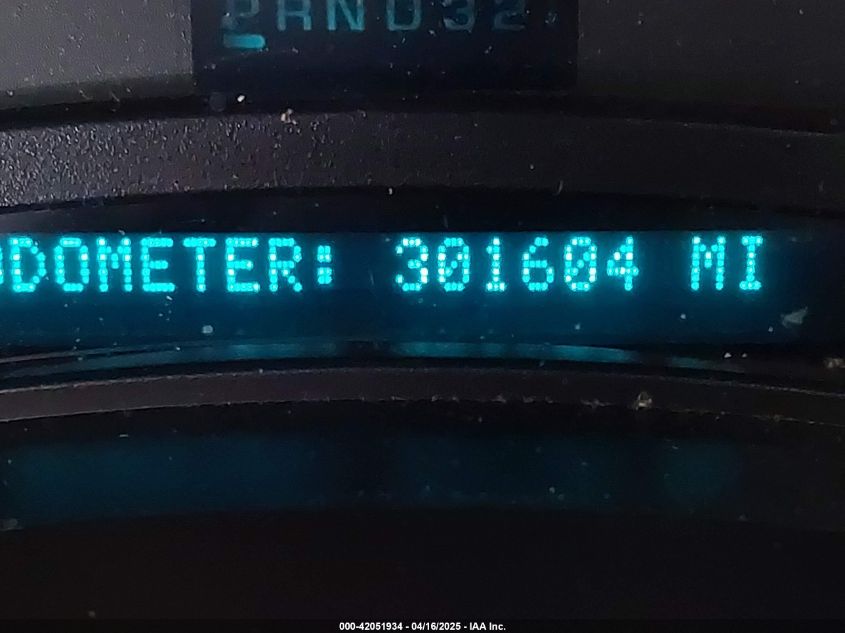 PRND32
ODOMETER: 301604 MI
000-42051934 - 04/16/2025 - IAA Inc.